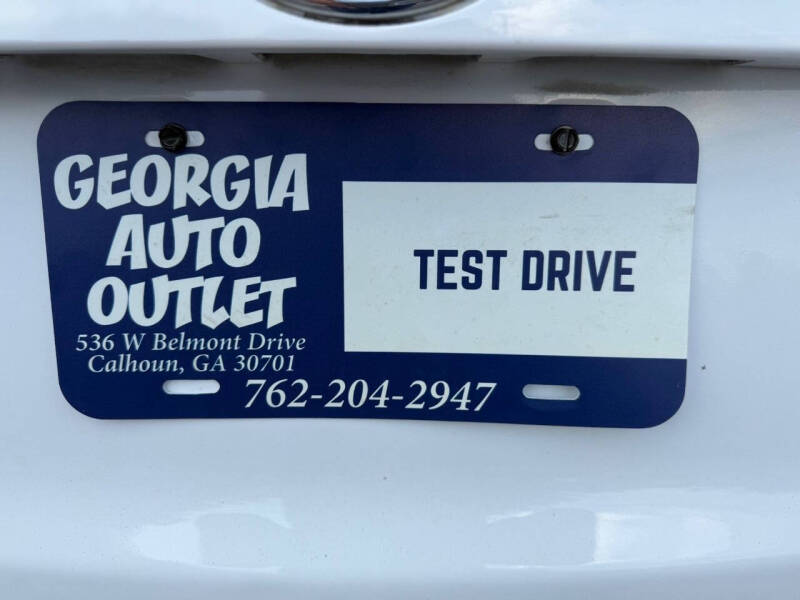 GEORGIA
AUTO
OUTLET
536 W Belmont Drive
Calhoun, GA 30701
762-204-2947
TEST DRIVE